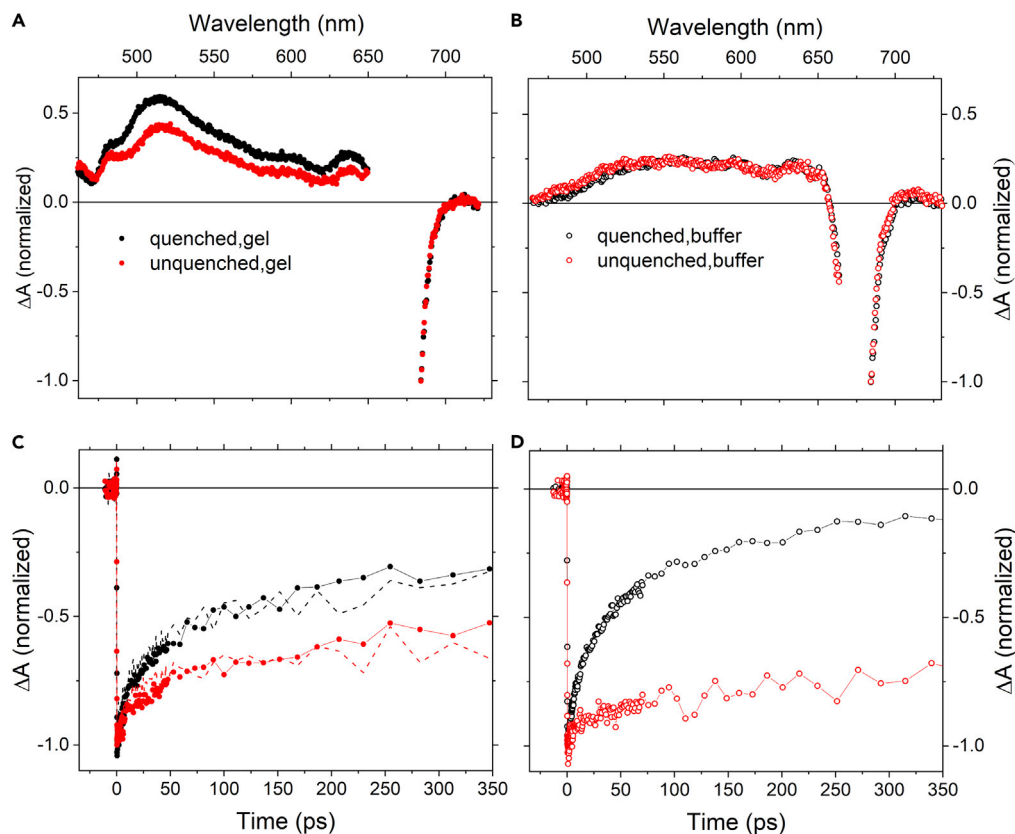 A
Wavelength (nm)
500 550 600 650 700
0.5
0.0
-0.5
-1.0
ΔA (normalized)
quenched,gel
unquenched,gel
B
Wavelength (nm)
500 550 600 650 700
quenched,buffer
unquenched,buffer
0.5
0.0
-0.5
-1.0
ΔA (normalized)
C
0.0
-0.5
-1.0
ΔA (normalized)
0 50 100 150 200 250 300 350
Time (ps)
D
0.0
-0.5
-1.0
ΔA (normalized)
0 50 100 150 200 250 300 350
Time (ps)